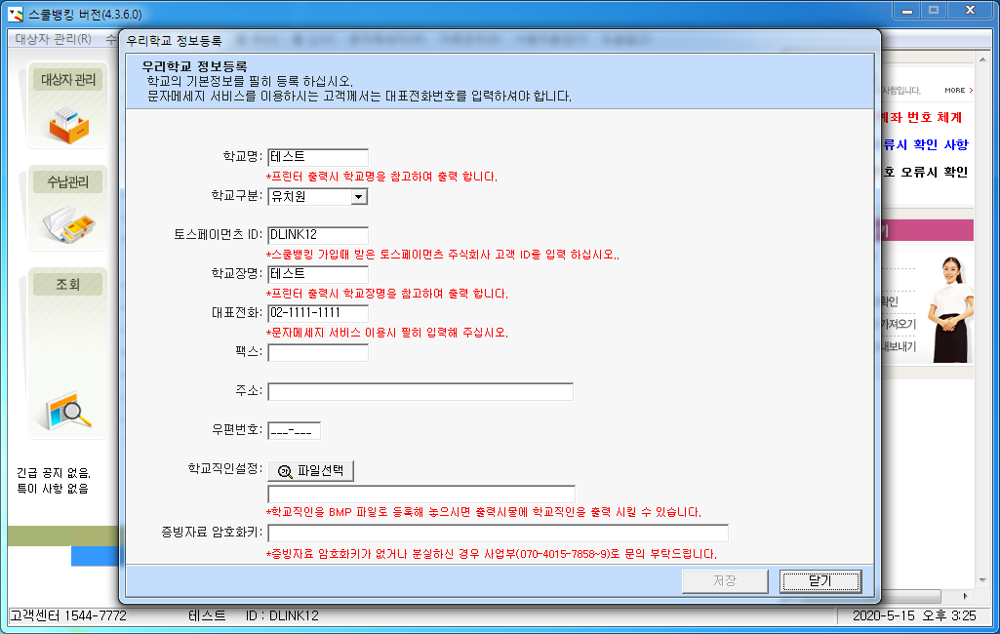 스쿨뱅킹 버전(4.3.6.0)
대상자 관리(R)
우리학교 정보등록
우리학교 정보등록
학교의 기본정보를 필히 등록 하십시오.
문자메세지 서비스를 이용하시는 고객께서는 대표전화번호를 입력하셔야 합니다.
대상자 관리
수납관리
조회
긴급 공지 없음.
특이 사항 없음
학교명: 테스트
*프린터 출력시 학교명을 참고하여 출력 합니다.
학교구분: 유치원
토스페이먼츠 ID: DLINK12
*스쿨뱅킹 가입때 받은 토스페이먼츠 주식회사 고객 ID를 입력 하십시오..
학교장명: 테스트
*프린터 출력시 학교장명을 참고하여 출력 합니다.
대표전화: 02-1111-1111
*문자메세지 서비스 이용시 필히 입력해 주십시오.
팩스:
주소:
우편번호: ___-___
학교직인설정: 파일선택
*학교직인을 BMP 파일로 등록해 놓으시면 출력시물에 학교직인을 출력 시킬 수 있습니다.
증빙자료 암호화키:
*증빙자료 암호화키가 없거나 분실하신 경우 사업부(070-4015-7858~9)로 문의 부탁드립니다.
저장
닫기
사항입니다. MORE
계좌 번호 체계
류시 확인 사항
호 오류시 확인
기
확인
가져오기
내보내기
고객센터 1544-7772 테스트 ID : DLINK12 2020-5-15 오후 3:25